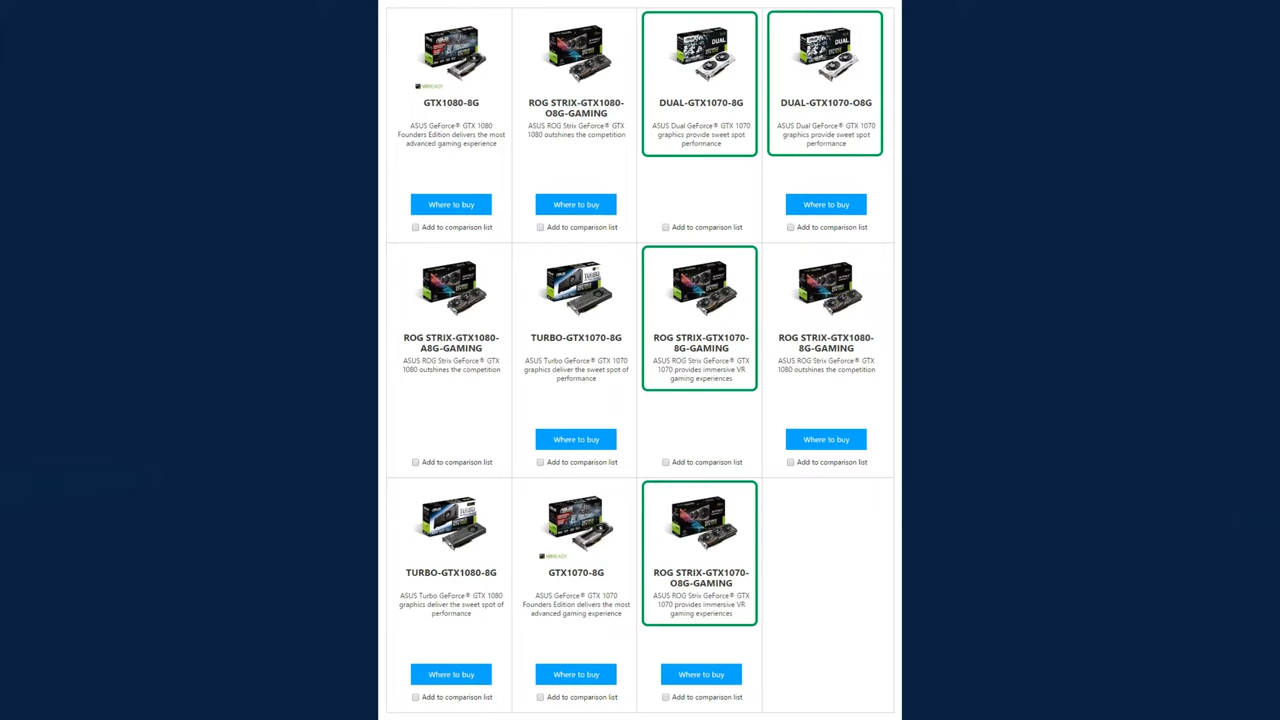 GTX1080-8G
ASUS GeForce® GTX 1080
Founders Edition delivers the most
advanced gaming experience
Where to buy
Add to comparison list
ROG STRIX-GTX1080-
O8G-GAMING
ASUS ROG Strix GeForce® GTX
1080 outshines the competition
Where to buy
Add to comparison list
DUAL-GTX1070-8G
ASUS Dual GeForce® GTX 1070
graphics provide sweet spot
performance
Add to comparison list
DUAL-GTX1070-O8G
ASUS Dual GeForce® GTX 1070
graphics provide sweet spot
performance
Where to buy
Add to comparison list
ROG STRIX-GTX1080-
A8G-GAMING
ASUS ROG Strix GeForce® GTX
1080 outshines the competition
Add to comparison list
TURBO-GTX1070-8G
ASUS Turbo GeForce® GTX 1070
graphics deliver the sweet spot of
performance
Where to buy
Add to comparison list
ROG STRIX-GTX1070-
8G-GAMING
ASUS ROG Strix GeForce® GTX
1070 provides immersive VR
gaming experiences
Add to comparison list
ROG STRIX-GTX1080-
8G-GAMING
ASUS ROG Strix GeForce® GTX
1080 outshines the competition
Where to buy
Add to comparison list
TURBO-GTX1080-8G
ASUS Turbo GeForce® GTX 1080
graphics deliver the sweet spot of
performance
Where to buy
Add to comparison list
GTX1070-8G
ASUS GeForce® GTX 1070
Founders Edition delivers the most
advanced gaming experience
Where to buy
Add to comparison list
ROG STRIX-GTX1070-
O8G-GAMING
ASUS ROG Strix GeForce® GTX
1070 provides immersive VR
gaming experiences
Where to buy
Add to comparison list